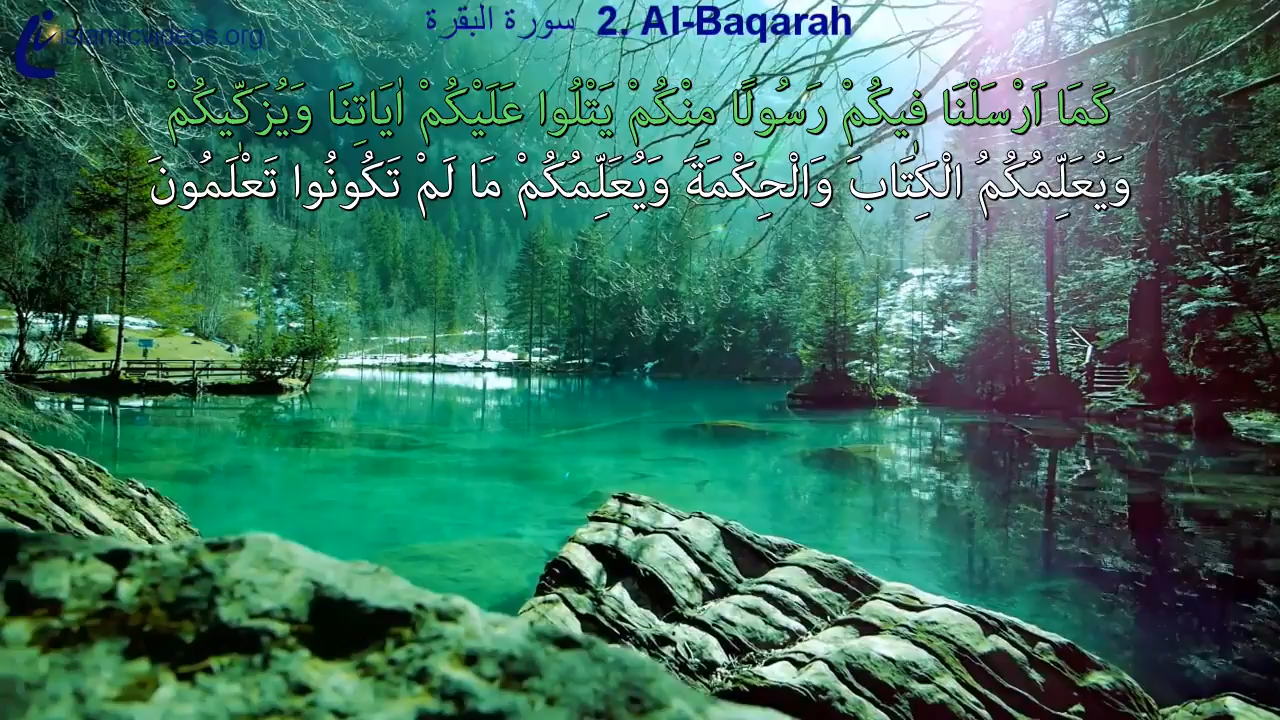 islamicvideos.org
سورة البقرة 2. Al-Baqarah
كَمَا اَرْسَلْنَا فٖيكُمْ رَسُولًا مِنْكُمْ يَتْلُوا عَلَيْكُمْ اٰيَاتِنَا وَيُزَكّٖيكُمْ
وَيُعَلِّمُكُمُ الْكِتَابَ وَالْحِكْمَةَ وَيُعَلِّمُكُمْ مَا لَمْ تَكُونُوا تَعْلَمُونَ